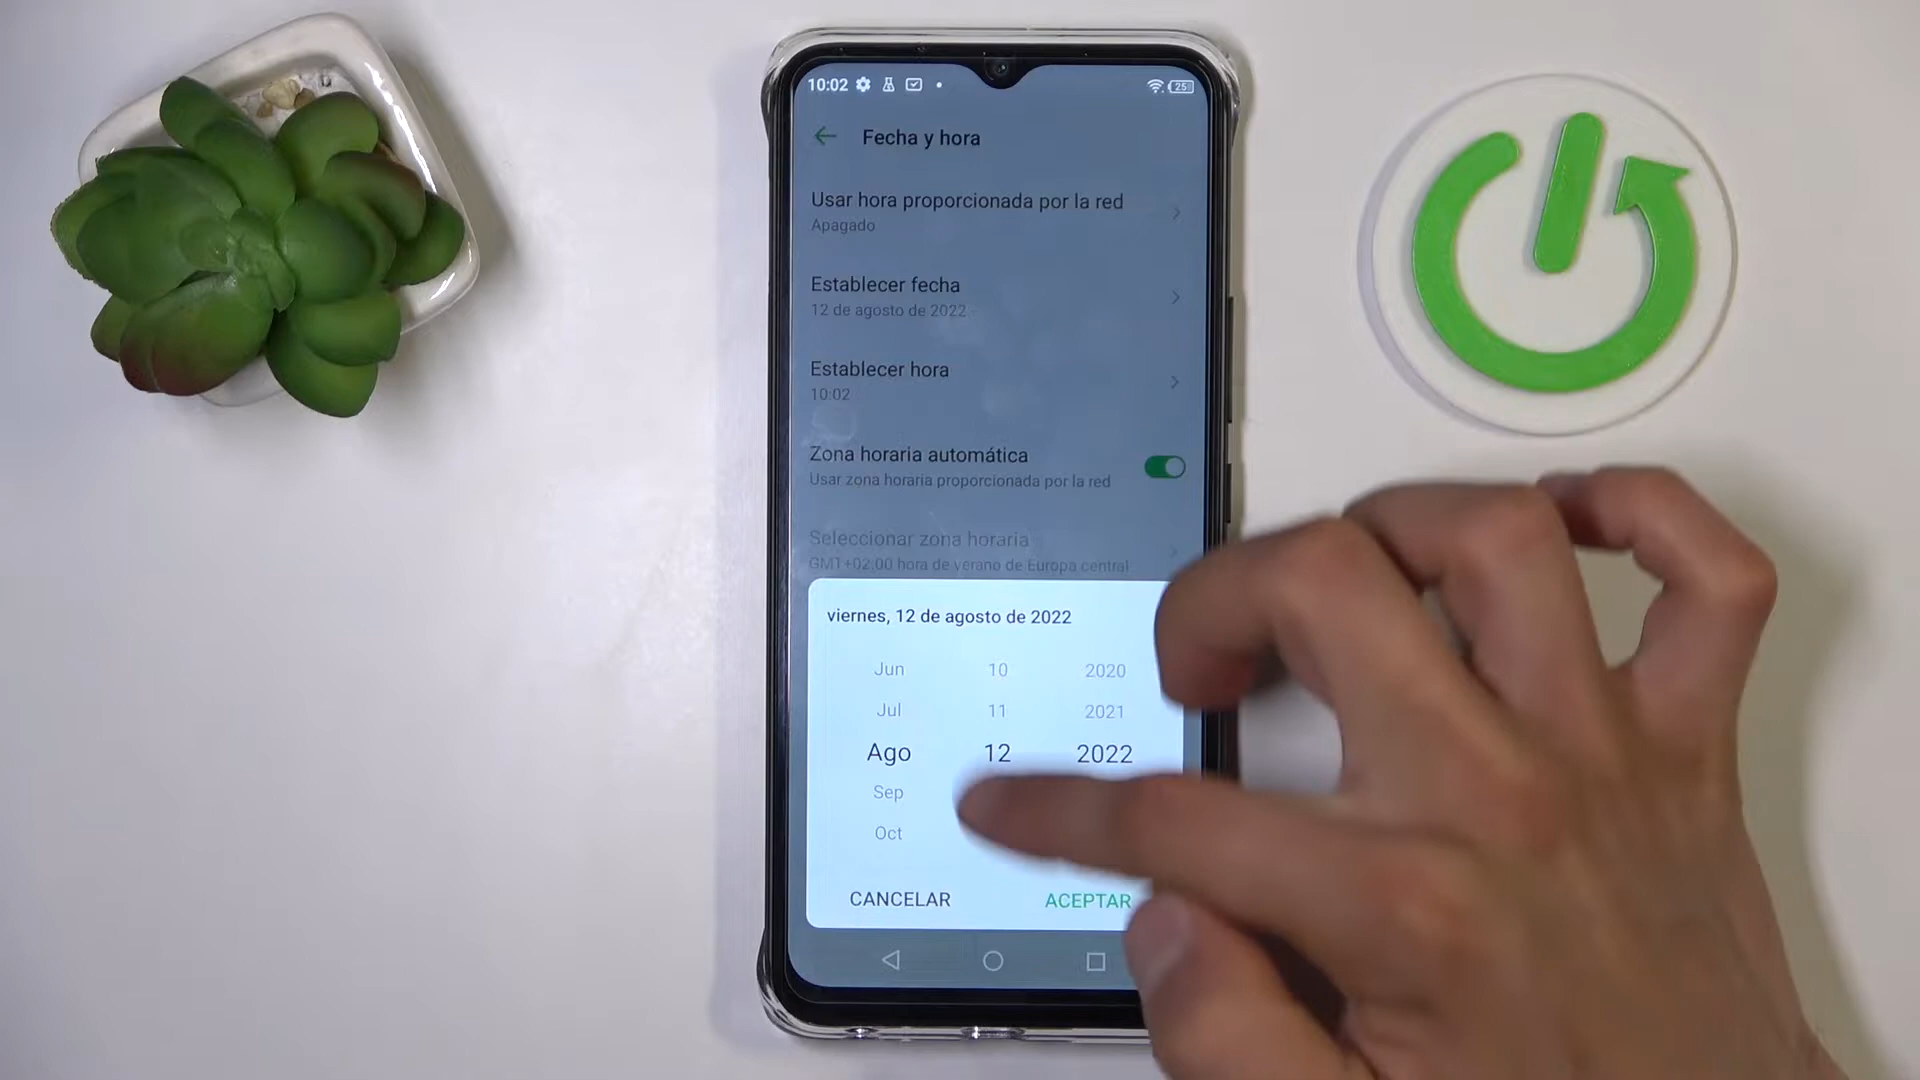 10:02
25
Fecha y hora
Usar hora proporcionada por la red
Apagado
Establecer fecha
12 de agosto de 2022
Establecer hora
10:02
Zona horaria automática
Usar zona horaria proporcionada por la red
Seleccionar zona horaria
GMT+02:00 hora de verano de Europa central
viernes, 12 de agosto de 2022
Jun 10 2020
Jul 11 2021
Ago 12 2022
Sep
Oct
CANCELAR ACEPTAR